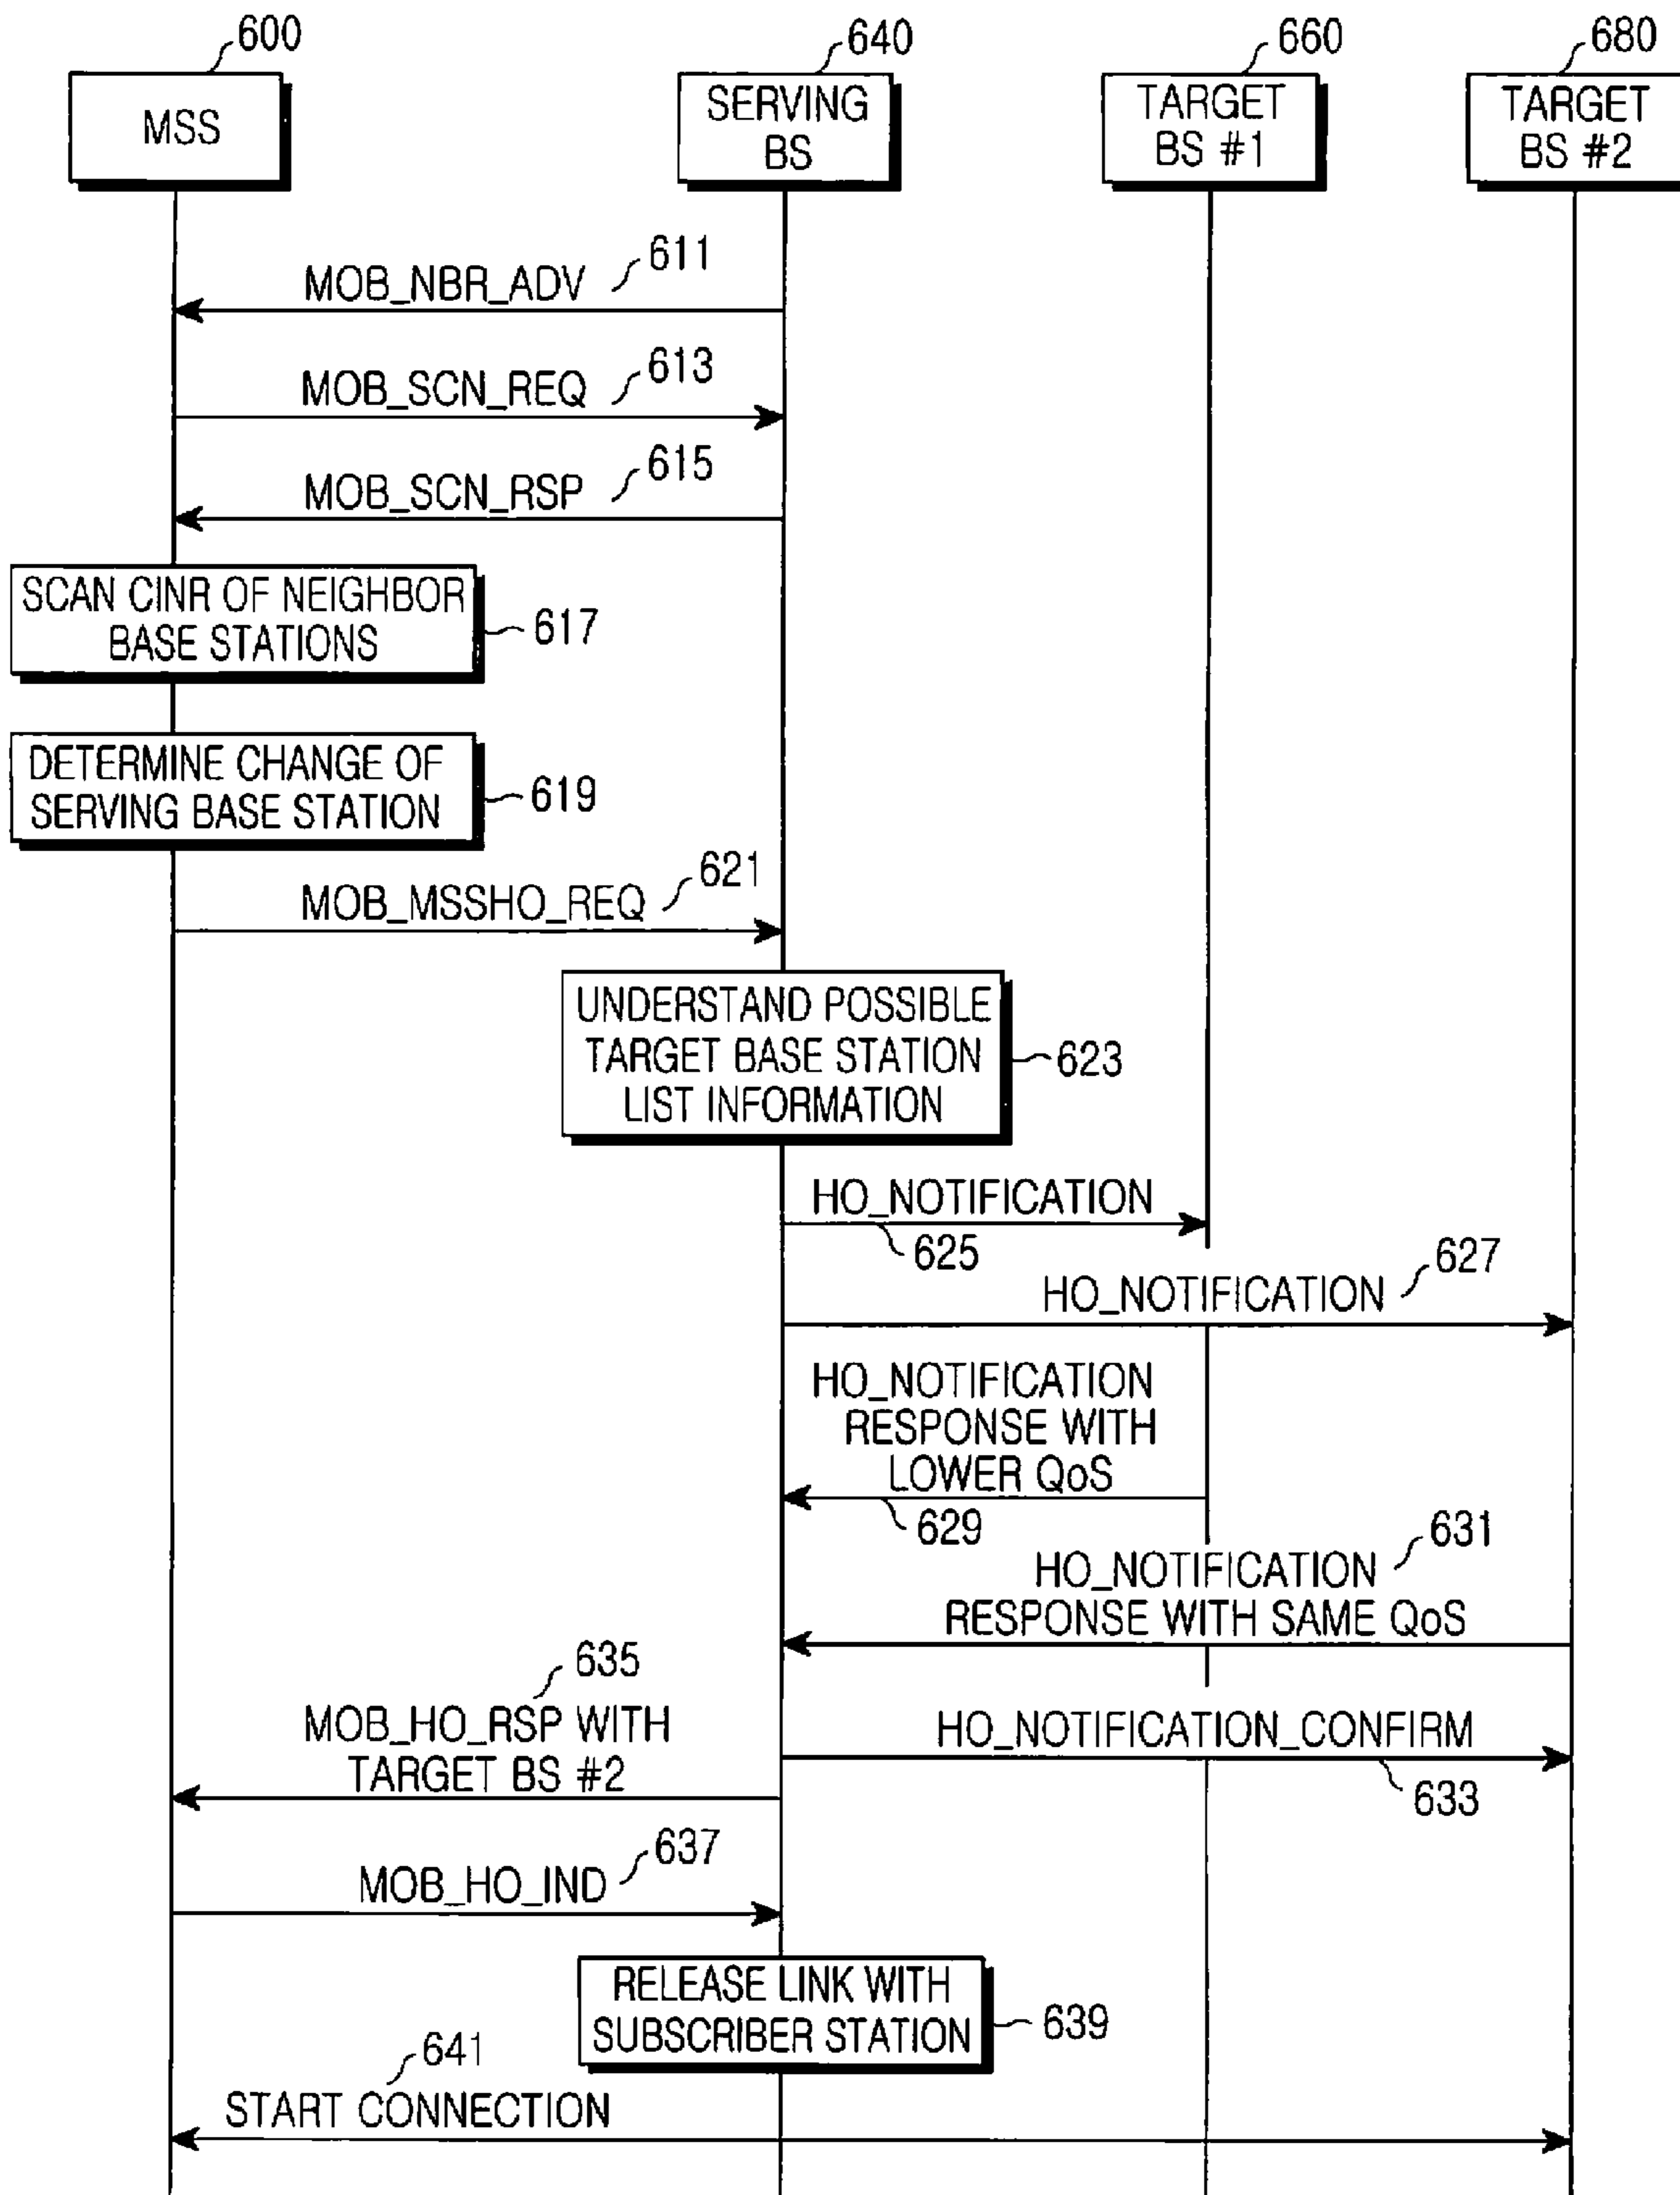 600
640
660
680
MSS
SERVING
BS
TARGET
BS #1
TARGET
BS #2
611
MOB_NBR_ADV
613
MOB_SCN_REQ
615
MOB_SCN_RSP
SCAN CINR OF NEIGHBOR
BASE STATIONS
617
DETERMINE CHANGE OF
SERVING BASE STATION
619
621
MOB_MSSHO_REQ
UNDERSTAND POSSIBLE
TARGET BASE STATION
LIST INFORMATION
623
HO_NOTIFICATION
625
627
HO_NOTIFICATION
HO_NOTIFICATION
RESPONSE WITH
LOWER QoS
629
631
HO_NOTIFICATION
RESPONSE WITH SAME QoS
635
MOB_HO_RSP WITH
TARGET BS #2
HO_NOTIFICATION_CONFIRM
633
637
MOB_HO_IND
RELEASE LINK WITH
SUBSCRIBER STATION
639
641
START CONNECTION